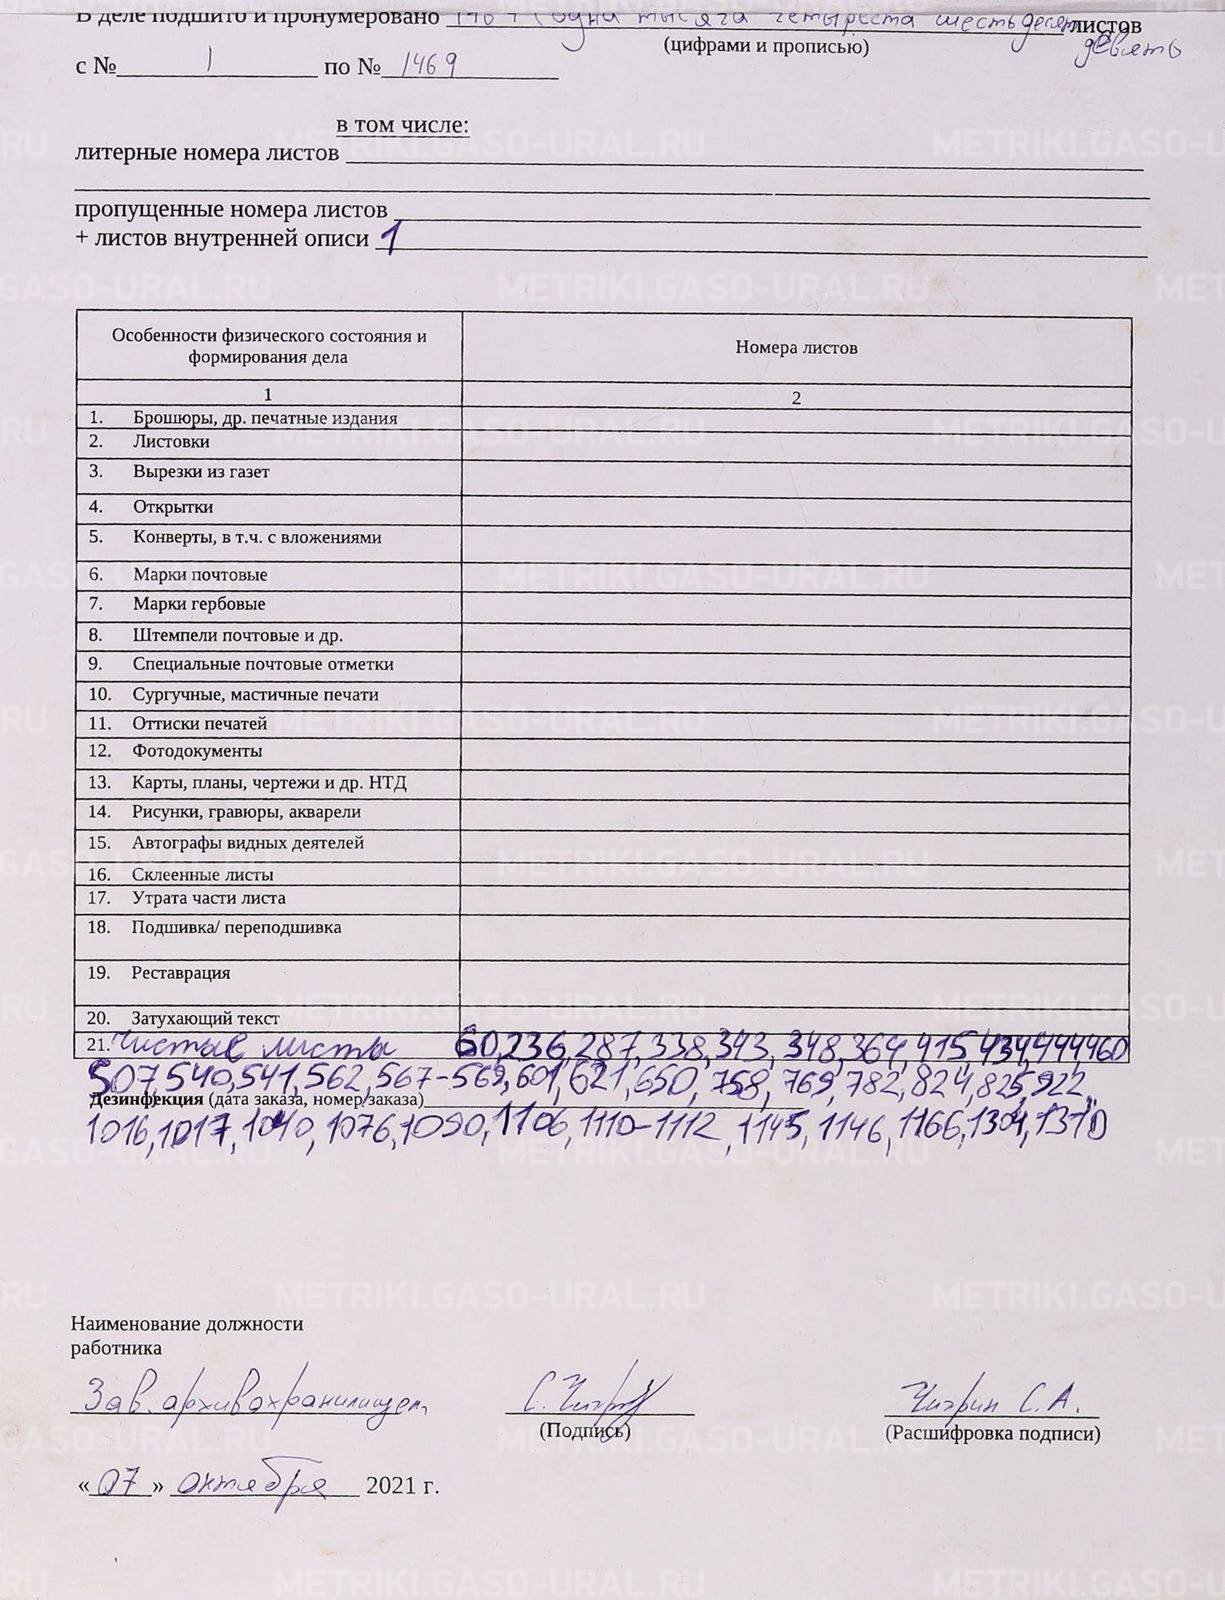 В деле подшито и пронумеровано 1469 (одна тысяча четыреста шестьдесят листов
девять
(цифрами и прописью)
с № 1 по № 1469
в том числе:
литерные номера листов
пропущенные номера листов
+ листов внутренней описи 1
Особенности физического состояния и формирования дела Номера листов
1 2
1. Брошюры, др. печатные издания
2. Листовки
3. Вырезки из газет
4. Открытки
5. Конверты, в т.ч. с вложениями
6. Марки почтовые
7. Марки гербовые
8. Штемпели почтовые и др.
9. Специальные почтовые отметки
10. Сургучные, мастичные печати
11. Оттиски печатей
12. Фотодокументы
13. Карты, планы, чертежи и др. НТД
14. Рисунки, гравюры, акварели
15. Автографы видных деятелей
16. Склеенные листы
17. Утрата части листа
18. Подшивка/ переподшивка
19. Реставрация
20. Затухающий текст
21. Чистые листы 60,236,287,338,343,348,364,415,434,444,460
507,540,541,562,567-569,601,621,650,758,769,782,824,825,922,
Дезинфекция (дата заказа, номер/заказа)
1016,1017,1040,1076,1090,1106,1110-1112,1145,1146,1166,1304,1310
Наименование должности
работника
Зав. архивохранилищем С. Чигрин Чигрин С.А.
(Подпись) (Расшифровка подписи)
«07» октября 2021 г.
METRIKI.GASO-URAL.RU